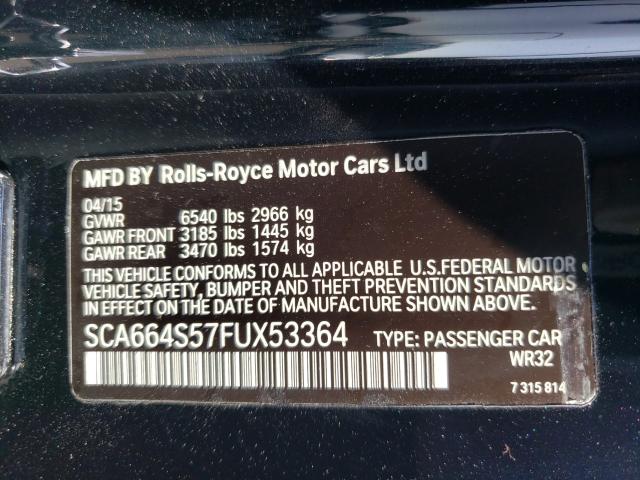 MFD BY Rolls-Royce Motor Cars Ltd
04/15
GVWR 6540 lbs 2966 kg
GAWR FRONT 3185 lbs 1445 kg
GAWR REAR 3470 lbs 1574 kg
THIS VEHICLE CONFORMS TO ALL APPLICABLE U.S.FEDERAL MOTOR
VEHICLE SAFETY, BUMPER AND THEFT PREVENTION STANDARDS
IN EFFECT ON THE DATE OF MANUFACTURE SHOWN ABOVE.
SCA664S57FUX53364 TYPE: PASSENGER CAR
WR32
7 315 814